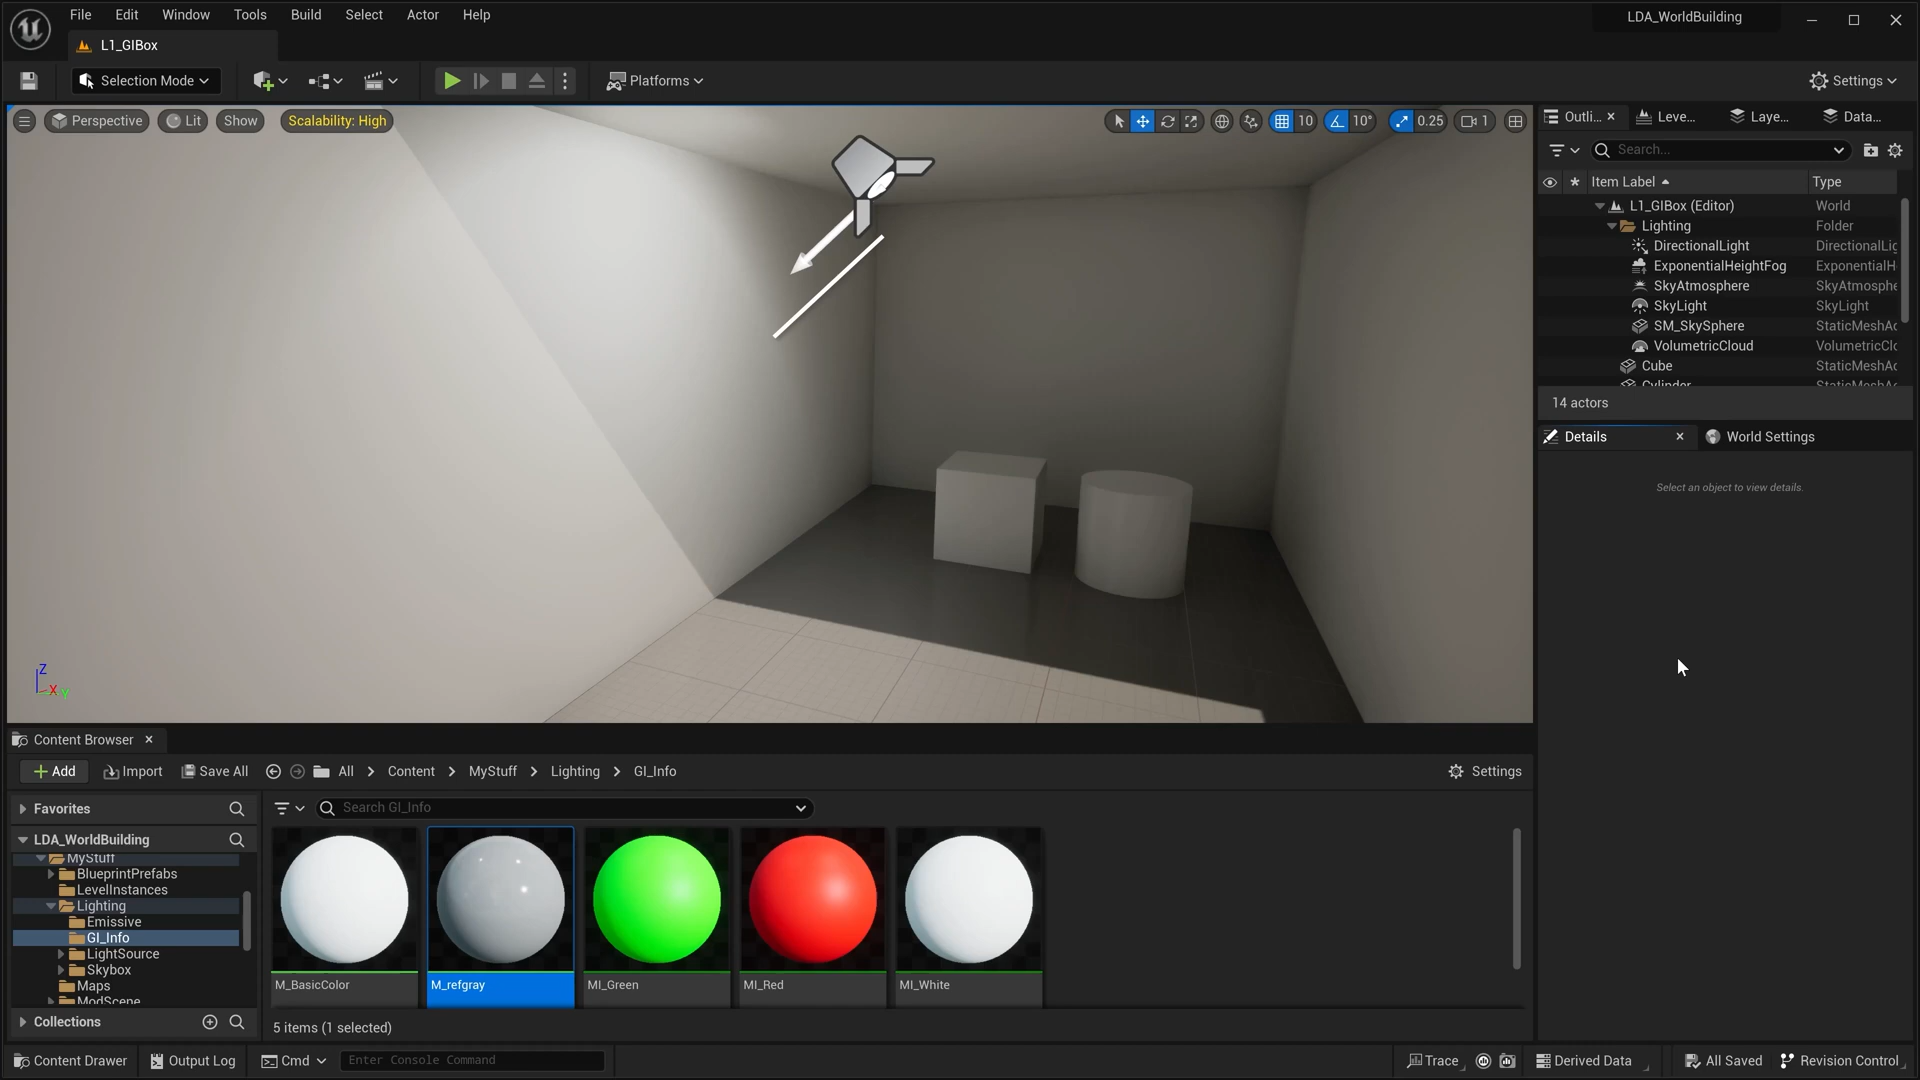 File Edit Window Tools Build Select Actor Help
LDA_WorldBuilding
L1_GIBox
Selection Mode
Platforms
Settings
Perspective Lit Show Scalability: High
10 10° 0.25 1
Outli... Leve... Laye... Data...
Search...
Item Label Type
L1_GIBox (Editor) World
Lighting Folder
DirectionalLight DirectionalLig
ExponentialHeightFog ExponentialH
SkyAtmosphere SkyAtmosphe
SkyLight SkyLight
SM_SkySphere StaticMeshAc
VolumetricCloud VolumetricClo
Cube StaticMeshAc
Cylinder StaticMeshAc
14 actors
Details World Settings
Select an object to view details.
Z
X Y
Content Browser
Add Import Save All All > Content > MyStuff > Lighting > GI_Info Settings
Favorites
Search GI_Info
LDA_WorldBuilding
MyStuff
BlueprintPrefabs
LevelInstances
Lighting
Emissive
GI_Info
LightSource
Skybox
Maps
ModScene
Collections
M_BasicColor M_refgray MI_Green MI_Red MI_White
5 items (1 selected)
Content Drawer Output Log Cmd Enter Console Command Trace Derived Data All Saved Revision Control